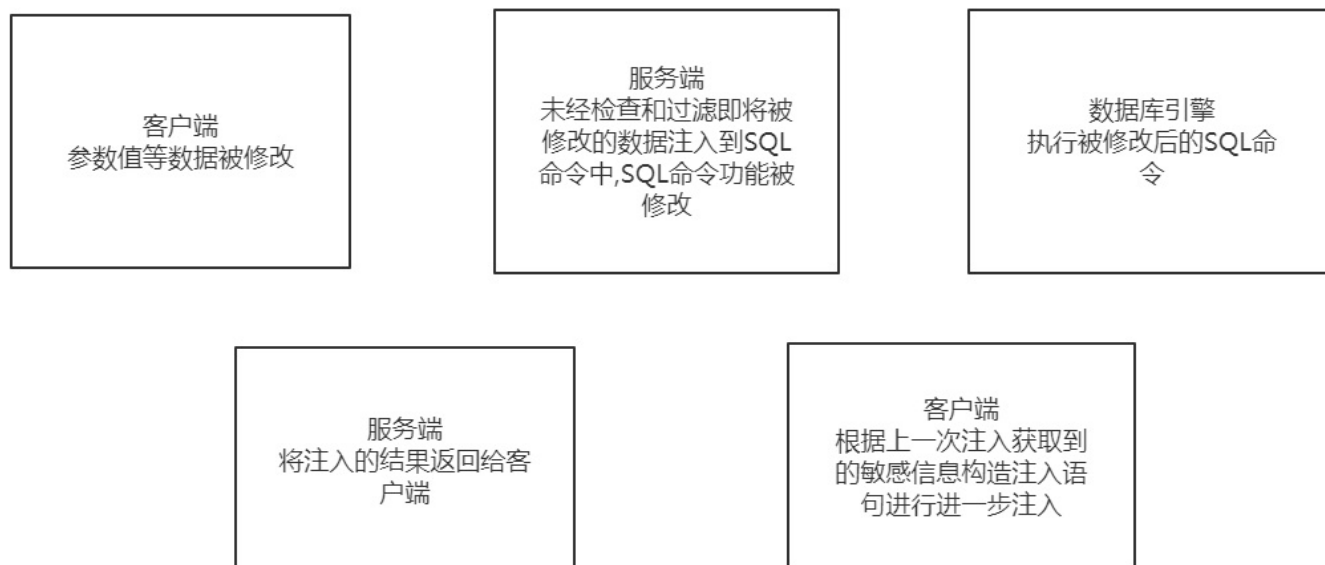 客户端
参数值等数据被修改
服务端
未经检查和过滤即将被
修改的数据注入到SQL
命令中,SQL命令功能被
修改
数据库引擎
执行被修改后的SQL命
令
服务端
将注入的结果返回给客
户端
客户端
根据上一次注入获取到
的敏感信息构造注入语
句进行进一步注入